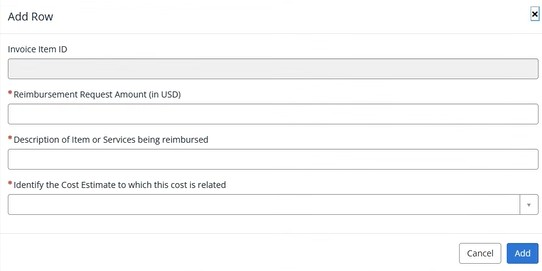 Add Row
Invoice Item ID
*Reimbursement Request Amount (in USD)
*Description of Item or Services being reimbursed
*Identify the Cost Estimate to which this cost is related
Cancel Add